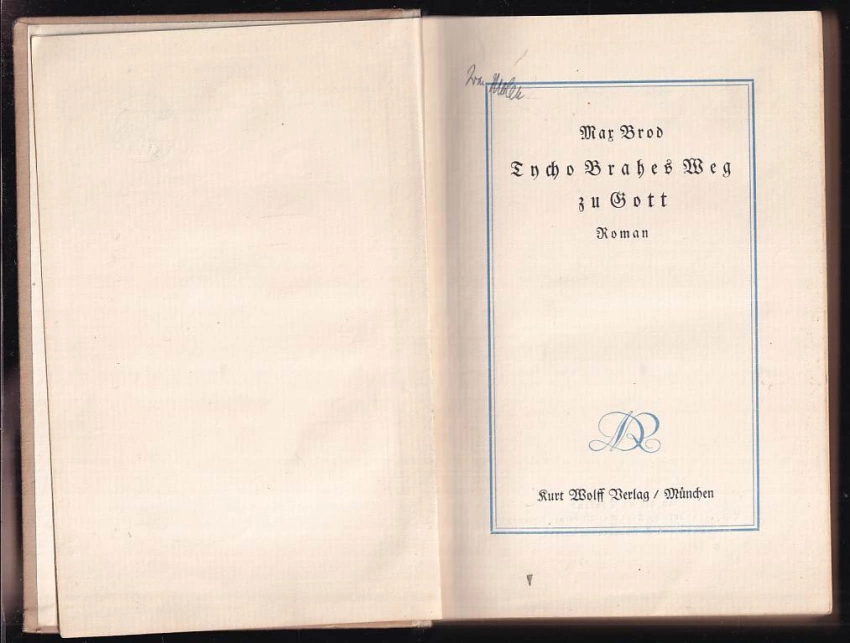 Max Brod
Tycho Brahes Weg
zu Gott
Roman
Kurt Wolff Verlag / München